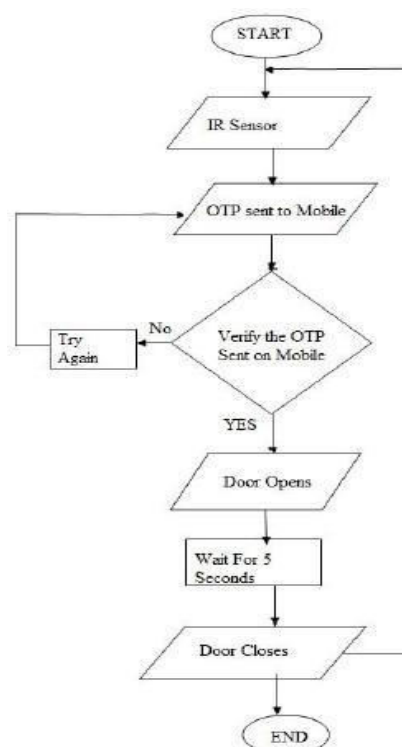 START
IR Sensor
OTP sent to Mobile
No
Try
Again
Verify the OTP
Sent on Mobile
YES
Door Opens
Wait For 5
Seconds
Door Closes
END